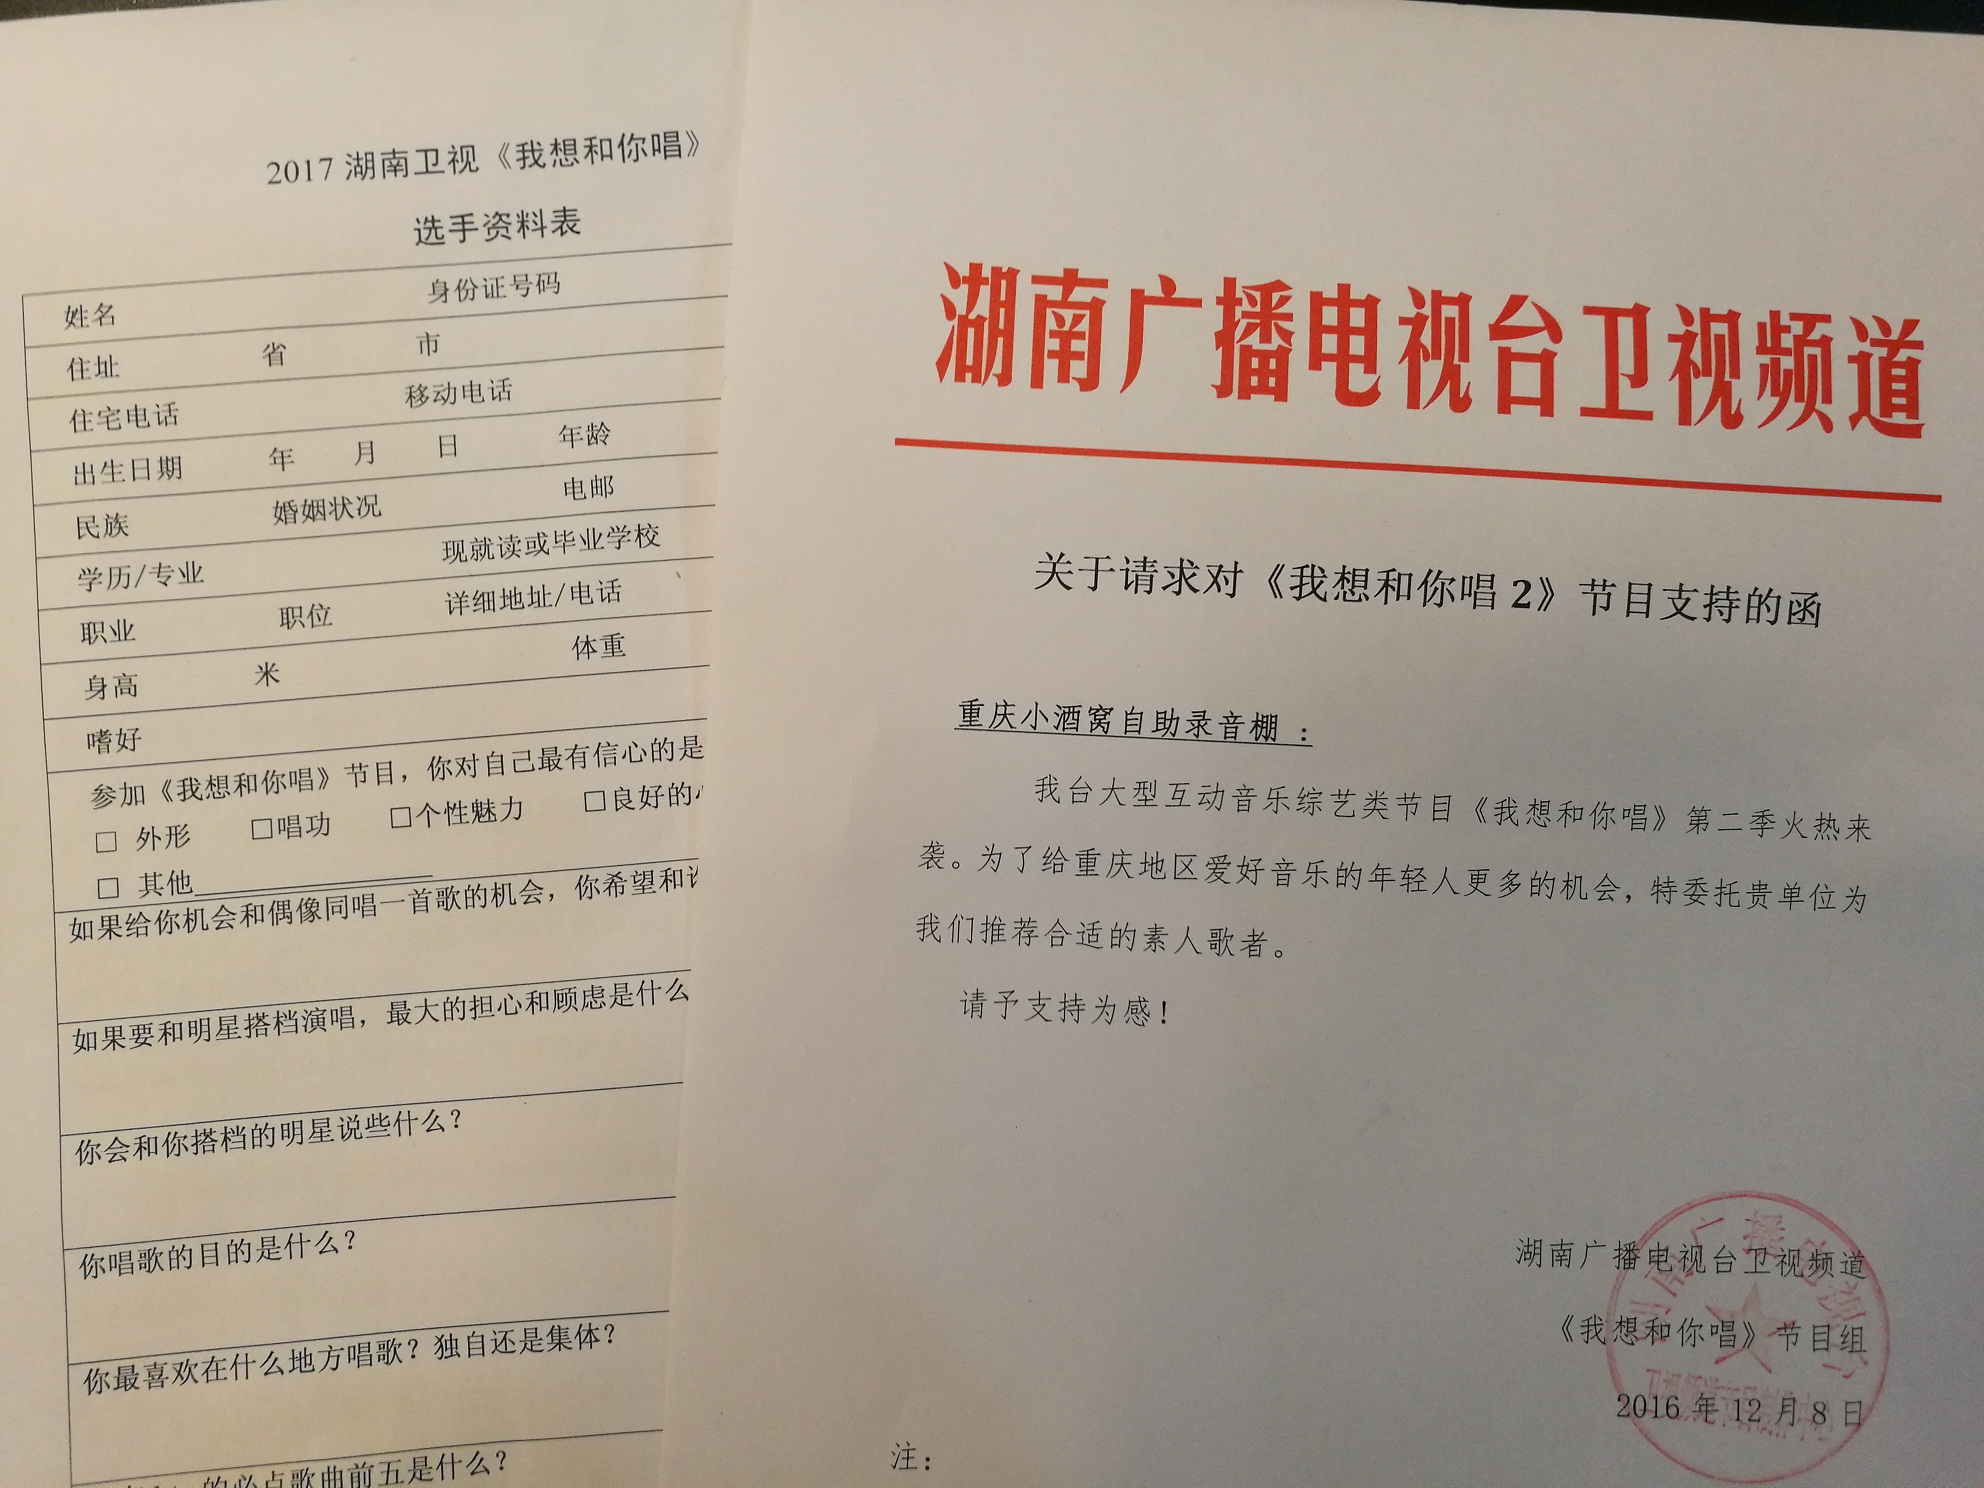 2017 湖南卫视《我想和你唱》
选手资料表
姓名 身份证号码
住址 省 市
住宅电话 移动电话
出生日期 年 月 日 年龄
民族 婚姻状况 电邮
学历/专业 现就读或毕业学校
职业 职位 详细地址/电话
身高 米 体重
嗜好
参加《我想和你唱》节目，你对自己最有信心的是
□ 外形 □唱功 □个性魅力 □良好的
□ 其他
如果给你机会和偶像同唱一首歌的机会，你希望和
如果要和明星搭档演唱，最大的担心和顾虑是什么
你会和你搭档的明星说些什么？
你唱歌的目的是什么？
你最喜欢在什么地方唱歌？独自还是集体？
的必点歌曲前五是什么？
湖南广播电视台卫视频道
关于请求对《我想和你唱 2》节目支持的函
重庆小酒窝自助录音棚 ：
我台大型互动音乐综艺类节目《我想和你唱》第二季火热来
袭。为了给重庆地区爱好音乐的年轻人更多的机会，特委托贵单位为
我们推荐合适的素人歌者。
请予支持为感！
湖南广播电视台卫视频道
《我想和你唱》节目组
2016 年 12 月 8 日
注：